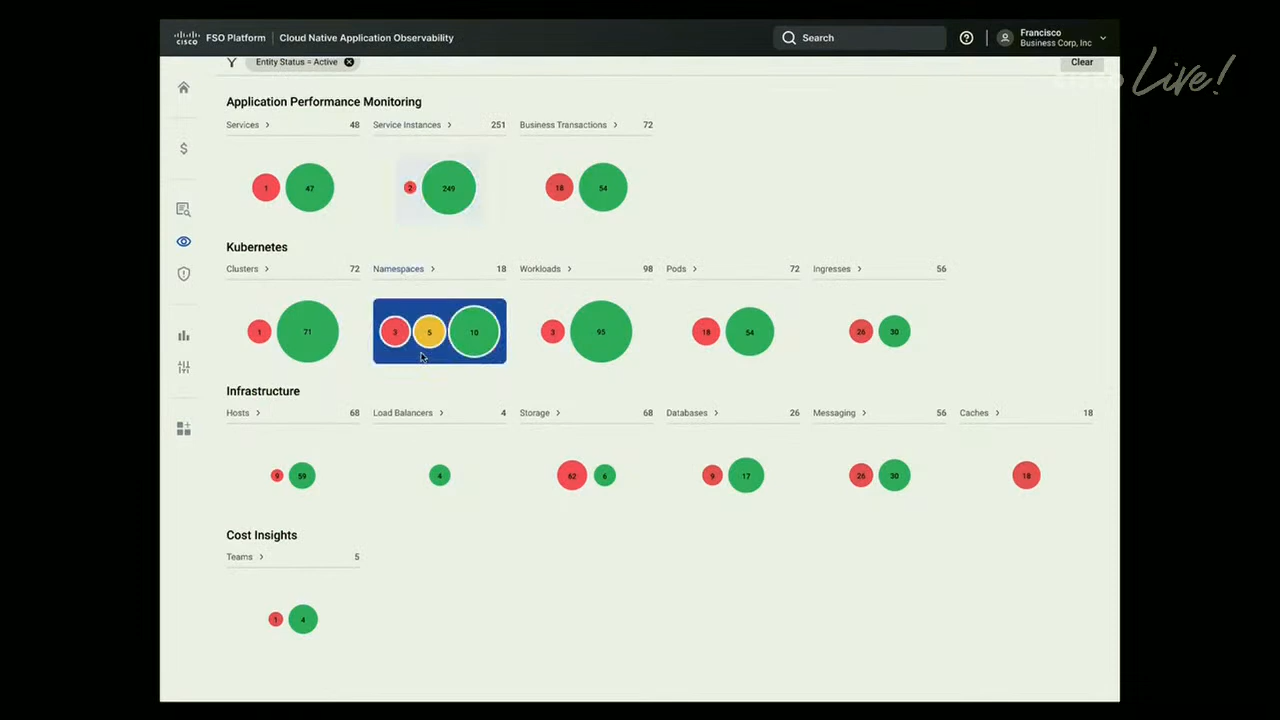 CISCO FSO Platform Cloud Native Application Observability Search Francisco
Business Corp, Inc
Entity Status = Active Clear
Live!
Application Performance Monitoring
Services 48 Service Instances 251 Business Transactions 72
1 47 2 249 18 54
Kubernetes
Clusters 72 Namespaces 18 Workloads 98 Pods 72 Ingresses 56
1 71 3 5 10 3 95 18 54 26 30
Infrastructure
Hosts 68 Load Balancers 4 Storage 68 Databases 26 Messaging 56 Caches 18
9 59 4 62 6 9 17 26 30 18
Cost Insights
Teams 5
1 4